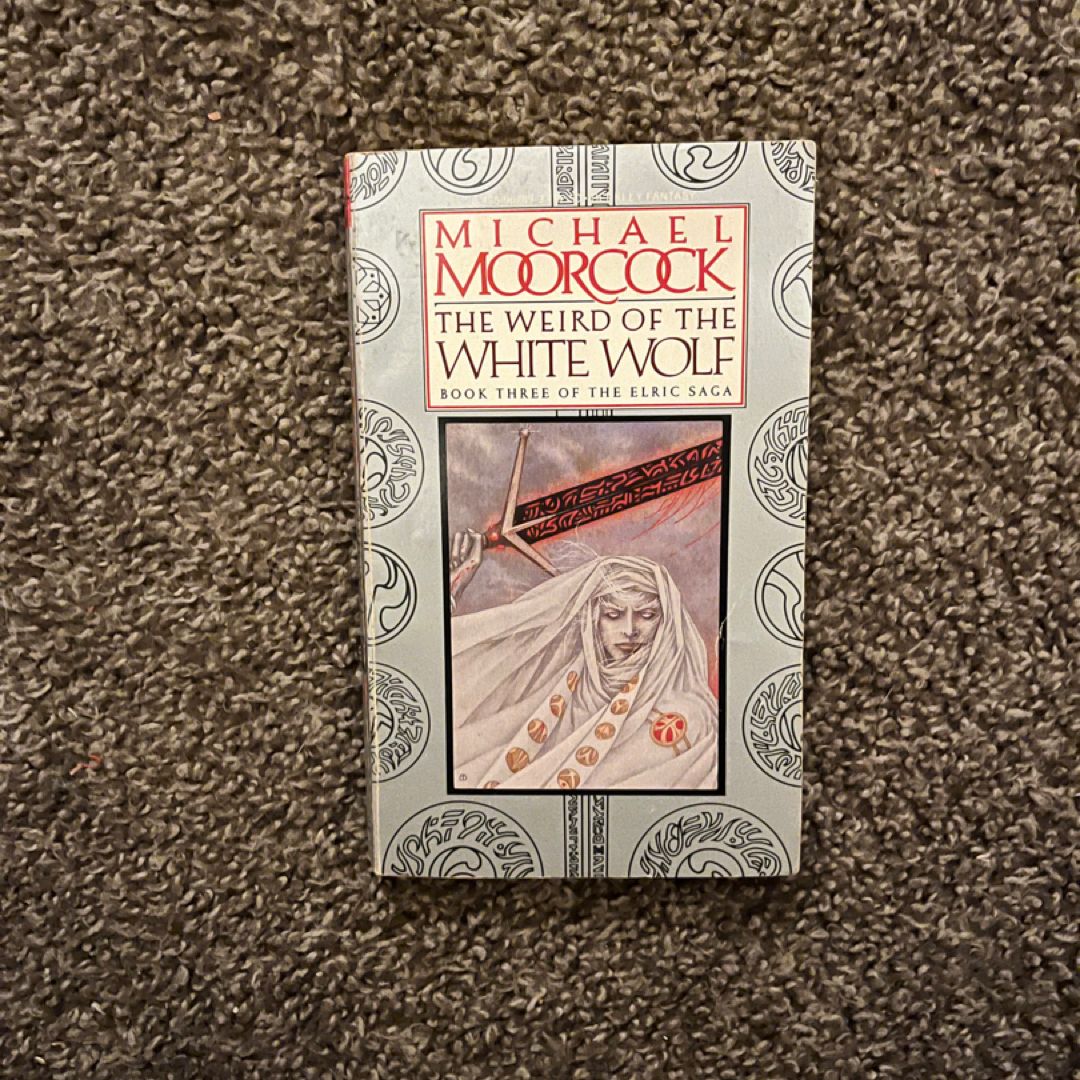 MICHAEL
MOORCOCK
THE WEIRD OF THE
WHITE WOLF
BOOK THREE OF THE ELRIC SAGA